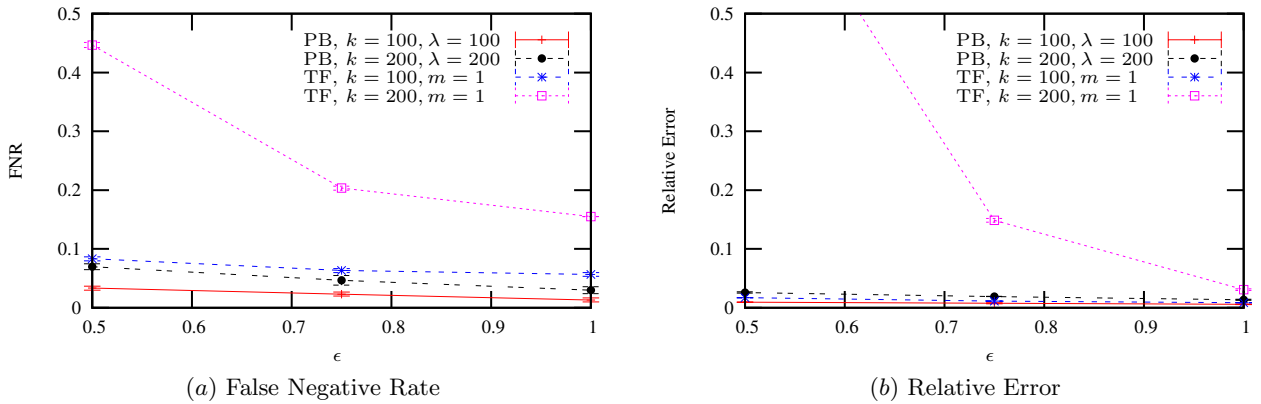 0.5
0.4
0.3
0.2
0.1
0
FNR
PB, k = 100, λ = 100
PB, k = 200, λ = 200
TF, k = 100, m = 1
TF, k = 200, m = 1
0.5 0.6 0.7 0.8 0.9 1
ϵ
(a) False Negative Rate
0.5
0.4
0.3
0.2
0.1
0
Relative Error
PB, k = 100, λ = 100
PB, k = 200, λ = 200
TF, k = 100, m = 1
TF, k = 200, m = 1
0.5 0.6 0.7 0.8 0.9 1
ϵ
(b) Relative Error